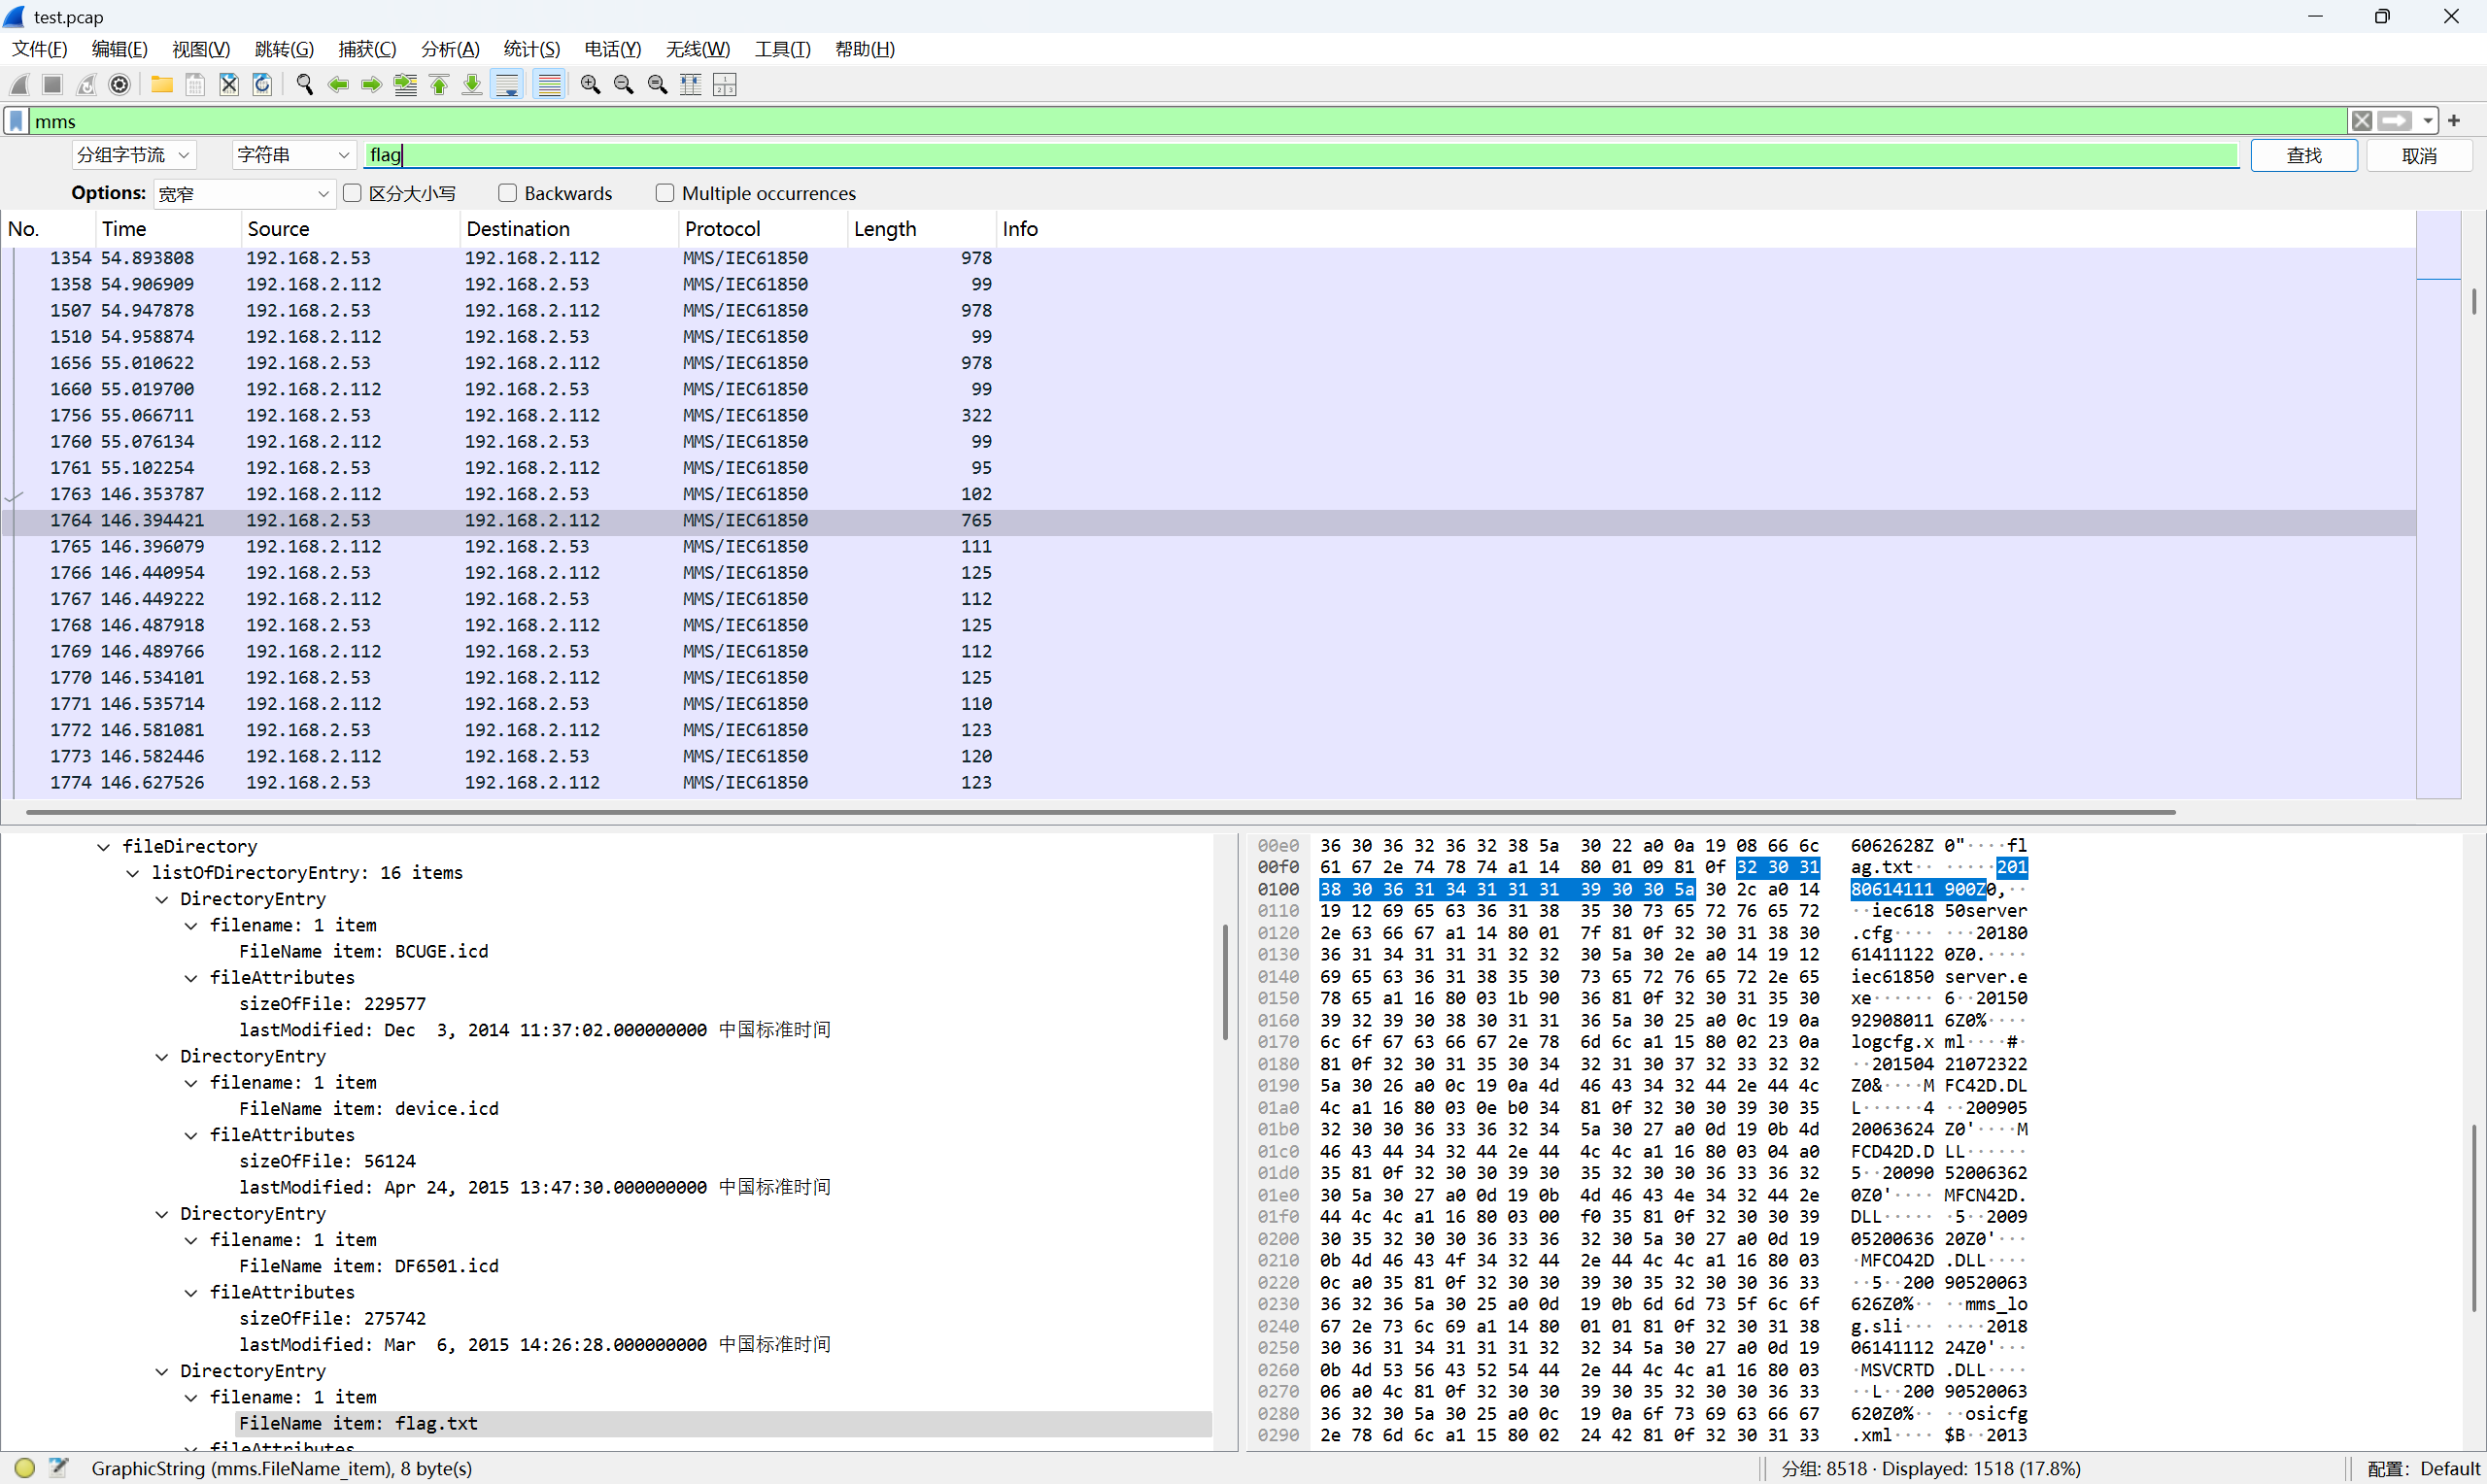 test.pcap
文件(F) 编辑(E) 视图(V) 跳转(G) 捕获(C) 分析(A) 统计(S) 电话(Y) 无线(W) 工具(T) 帮助(H)
mms
分组字节流 字符串 flag 查找 取消
Options: 宽窄 区分大小写 Backwards Multiple occurrences
No. Time Source Destination Protocol Length Info
1354 54.893808 192.168.2.53 192.168.2.112 MMS/IEC61850 978
1358 54.906909 192.168.2.112 192.168.2.53 MMS/IEC61850 99
1507 54.947878 192.168.2.53 192.168.2.112 MMS/IEC61850 978
1510 54.958874 192.168.2.112 192.168.2.53 MMS/IEC61850 99
1656 55.010622 192.168.2.53 192.168.2.112 MMS/IEC61850 978
1660 55.019700 192.168.2.112 192.168.2.53 MMS/IEC61850 99
1756 55.066711 192.168.2.53 192.168.2.112 MMS/IEC61850 322
1760 55.076134 192.168.2.112 192.168.2.53 MMS/IEC61850 99
1761 55.102254 192.168.2.53 192.168.2.112 MMS/IEC61850 95
1763 146.353787 192.168.2.112 192.168.2.53 MMS/IEC61850 102
1764 146.394421 192.168.2.53 192.168.2.112 MMS/IEC61850 765
1765 146.396079 192.168.2.112 192.168.2.53 MMS/IEC61850 111
1766 146.440954 192.168.2.53 192.168.2.112 MMS/IEC61850 125
1767 146.449222 192.168.2.112 192.168.2.53 MMS/IEC61850 112
1768 146.487918 192.168.2.53 192.168.2.112 MMS/IEC61850 125
1769 146.489766 192.168.2.112 192.168.2.53 MMS/IEC61850 112
1770 146.534101 192.168.2.53 192.168.2.112 MMS/IEC61850 125
1771 146.535714 192.168.2.112 192.168.2.53 MMS/IEC61850 110
1772 146.581081 192.168.2.53 192.168.2.112 MMS/IEC61850 123
1773 146.582446 192.168.2.112 192.168.2.53 MMS/IEC61850 120
1774 146.627526 192.168.2.53 192.168.2.112 MMS/IEC61850 123
fileDirectory
listOfDirectoryEntry: 16 items
DirectoryEntry
filename: 1 item
FileName item: BCUGE.icd
fileAttributes
sizeOfFile: 229577
lastModified: Dec  3, 2014 11:37:02.000000000 中国标准时间
DirectoryEntry
filename: 1 item
FileName item: device.icd
fileAttributes
sizeOfFile: 56124
lastModified: Apr 24, 2015 13:47:30.000000000 中国标准时间
DirectoryEntry
filename: 1 item
FileName item: DF6501.icd
fileAttributes
sizeOfFile: 275742
lastModified: Mar  6, 2015 14:26:28.000000000 中国标准时间
DirectoryEntry
filename: 1 item
FileName item: flag.txt
fileAttributes
00e0 36 30 36 32 36 32 38 5a 30 22 a0 0a 19 08 66 6c 6062628Z 0"····fl
00f0 61 67 2e 74 78 74 a1 14 80 01 09 81 0f 32 30 31 ag.txt·· ·····201
0100 38 30 36 31 34 31 31 31 39 30 30 5a 30 2c a0 14 80614111 900Z0,··
0110 19 12 69 65 63 36 31 38 35 30 73 65 72 76 65 72 ··iec618 50server
0120 2e 63 66 67 a1 14 80 01 7f 81 0f 32 30 31 38 30 .cfg···· ···20180
0130 36 31 34 31 31 31 32 32 30 5a 30 2e a0 14 19 12 61411122 0Z0.····
0140 69 65 63 36 31 38 35 30 73 65 72 76 65 72 2e 65 iec61850 server.e
0150 78 65 a1 16 80 03 1b 90 36 81 0f 32 30 31 35 30 xe······ 6··20150
0160 39 32 39 30 38 30 31 31 36 5a 30 25 a0 0c 19 0a 92908011 6Z0%····
0170 6c 6f 67 63 66 67 2e 78 6d 6c a1 15 80 02 23 0a logcfg.x ml····#·
0180 81 0f 32 30 31 35 30 34 32 31 30 37 32 33 32 32 ··201504 21072322
0190 5a 30 26 a0 0c 19 0a 4d 46 43 34 32 44 2e 44 4c Z0&····M FC42D.DL
01a0 4c a1 16 80 03 0e b0 34 81 0f 32 30 30 39 30 35 L······4 ··200905
01b0 32 30 30 36 33 36 32 34 5a 30 27 a0 0d 19 0b 4d 20063624 Z0'····M
01c0 46 43 44 34 32 44 2e 44 4c 4c a1 16 80 03 04 a0 FCD42D.D LL······
01d0 35 81 0f 32 30 30 39 30 35 32 30 30 36 33 36 32 5··20090 52006362
01e0 30 5a 30 27 a0 0d 19 0b 4d 46 43 4e 34 32 44 2e 0Z0'···· MFCN42D.
01f0 44 4c 4c a1 16 80 03 00 f0 35 81 0f 32 30 30 39 DLL····· ·5··2009
0200 30 35 32 30 30 36 33 36 32 30 5a 30 27 a0 0d 19 05200636 20Z0'···
0210 0b 4d 46 43 4f 34 32 44 2e 44 4c 4c a1 16 80 03 ·MFCO42D .DLL····
0220 0c a0 35 81 0f 32 30 30 39 30 35 32 30 30 36 33 ··5··200 90520063
0230 36 32 36 5a 30 25 a0 0d 19 0b 6d 6d 73 5f 6c 6f 626Z0%·· ··mms_lo
0240 67 2e 73 6c 69 a1 14 80 01 01 81 0f 32 30 31 38 g.sli··· ····2018
0250 30 36 31 34 31 31 31 32 32 34 5a 30 27 a0 0d 19 06141112 24Z0'···
0260 0b 4d 53 56 43 52 54 44 2e 44 4c 4c a1 16 80 03 ·MSVCRTD .DLL····
0270 06 a0 4c 81 0f 32 30 30 39 30 35 32 30 30 36 33 ··L··200 90520063
0280 36 32 30 5a 30 25 a0 0c 19 0a 6f 73 69 63 66 67 620Z0%·· ··osicfg
0290 2e 78 6d 6c a1 15 80 02 24 42 81 0f 32 30 31 33 .xml···· $B··2013
GraphicString (mms.FileName_item), 8 byte(s) 分组: 8518 · Displayed: 1518 (17.8%) 配置: Default